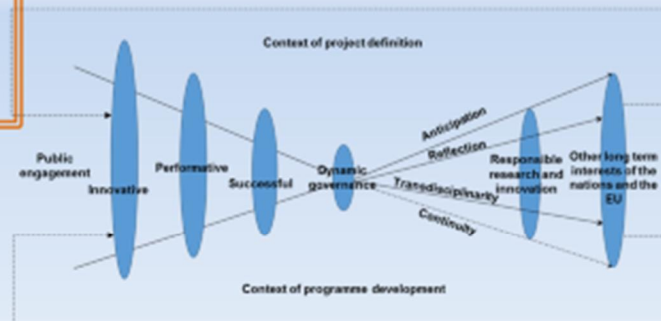 Context of project definition
Public
engagement
Innovative
Performative
Successful
Dynamic
governance
Anticipation
Reflection
Transdisciplinarity
Continuity
Responsible
research and
innovation
Other long term
interests of the
nations and the
EU
Context of programme development